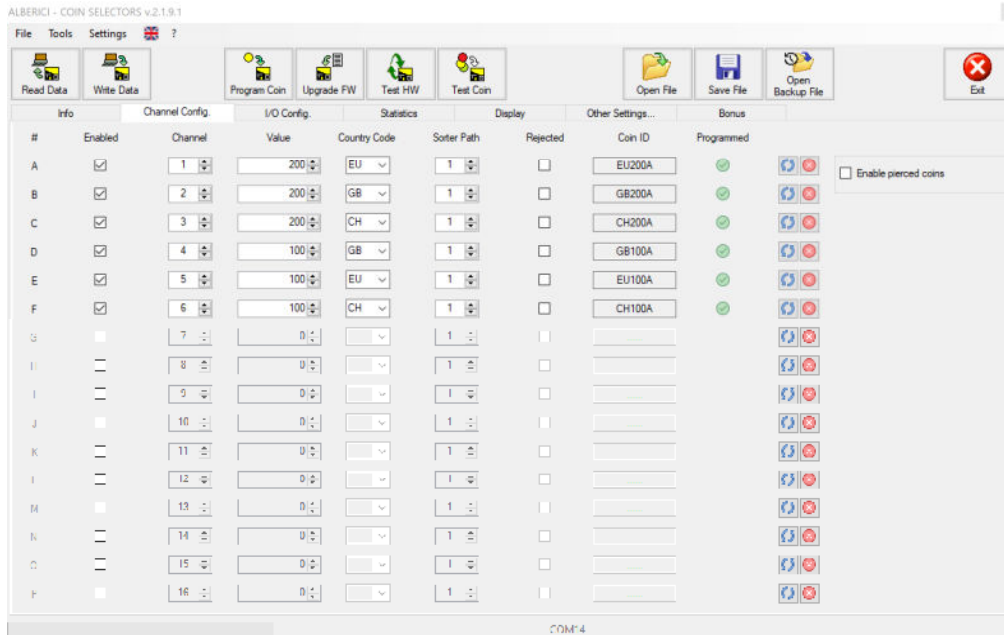 ALBERICI - COIN SELECTORS v.2.1.9.1
File Tools Settings ?
Read Data Write Data Program Coin Upgrade FW Test HW Test Coin Open File Save File Open Backup File Exit
Info Channel Config. I/O Config. Statistics Display Other Settings... Bonus
# Enabled Channel Value Country Code Sorter Path Rejected Coin ID Programmed
A 1 200 EU 1 EU200A Enable pierced coins
B 2 200 GB 1 GB200A
C 3 200 CH 1 CH200A
D 4 100 GB 1 GB100A
E 5 100 EU 1 EU100A
F 6 100 CH 1 CH100A
7 0 1
8 0 1
9 0 1
J 10 0 1
K 11 0 1
12 0 1
M 13 0 1
N 14 0 1
15 0 1
16 0 1
COM14